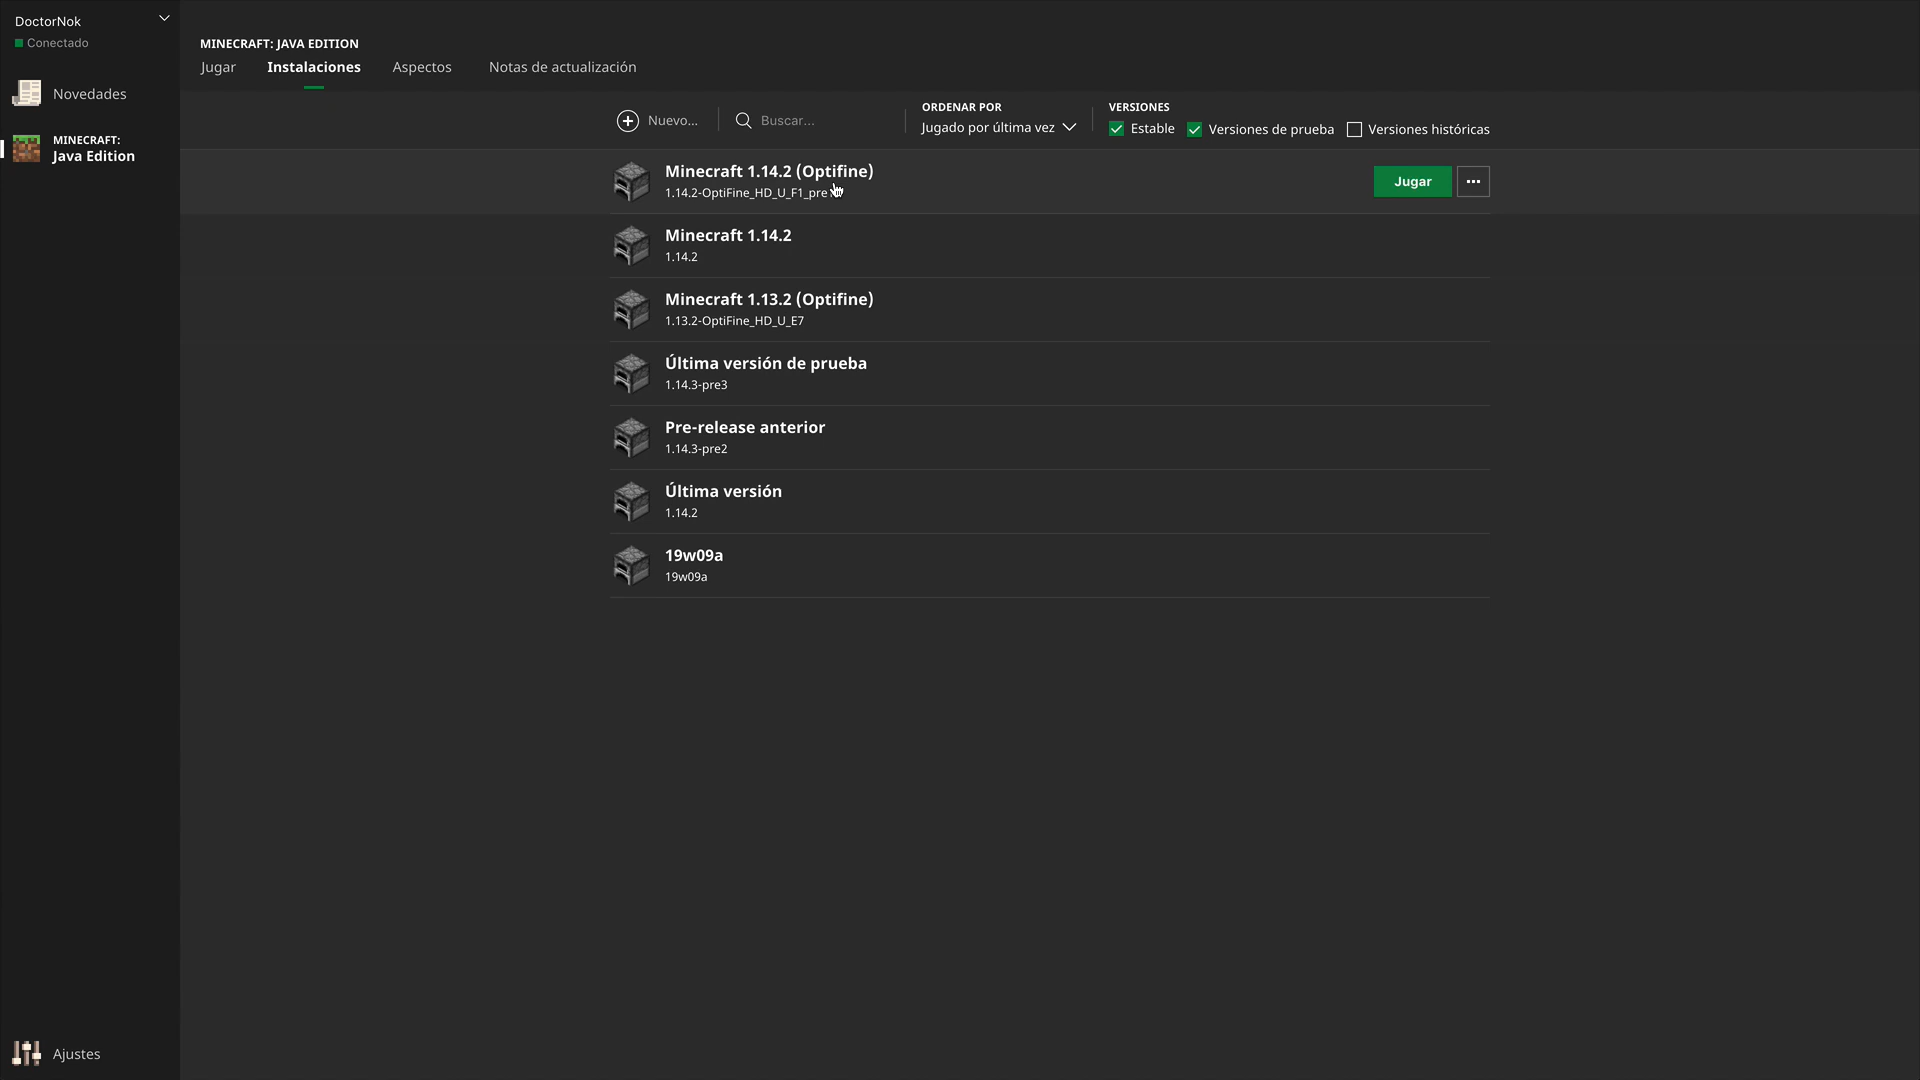 DoctorNok
Conectado
Novedades
MINECRAFT:
Java Edition
Ajustes
MINECRAFT: JAVA EDITION
Jugar Instalaciones Aspectos Notas de actualización
Nuevo...
Buscar...
ORDENAR POR
Jugado por última vez
VERSIONES
Estable Versiones de prueba Versiones históricas
Minecraft 1.14.2 (Optifine)
1.14.2-OptiFine_HD_U_F1_pre
Jugar
Minecraft 1.14.2
1.14.2
Minecraft 1.13.2 (Optifine)
1.13.2-OptiFine_HD_U_E7
Última versión de prueba
1.14.3-pre3
Pre-release anterior
1.14.3-pre2
Última versión
1.14.2
19w09a
19w09a